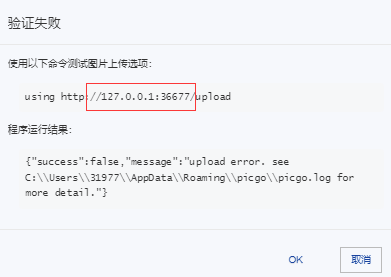 验证失败
使用以下命令测试图片上传选项：
using http://127.0.0.1:36677/upload
程序运行结果：
{"success":false,"message":"upload error. see
C:\\Users\\31977\\AppData\\Roaming\\picgo\\picgo.log for
more detail."}
OK
取消